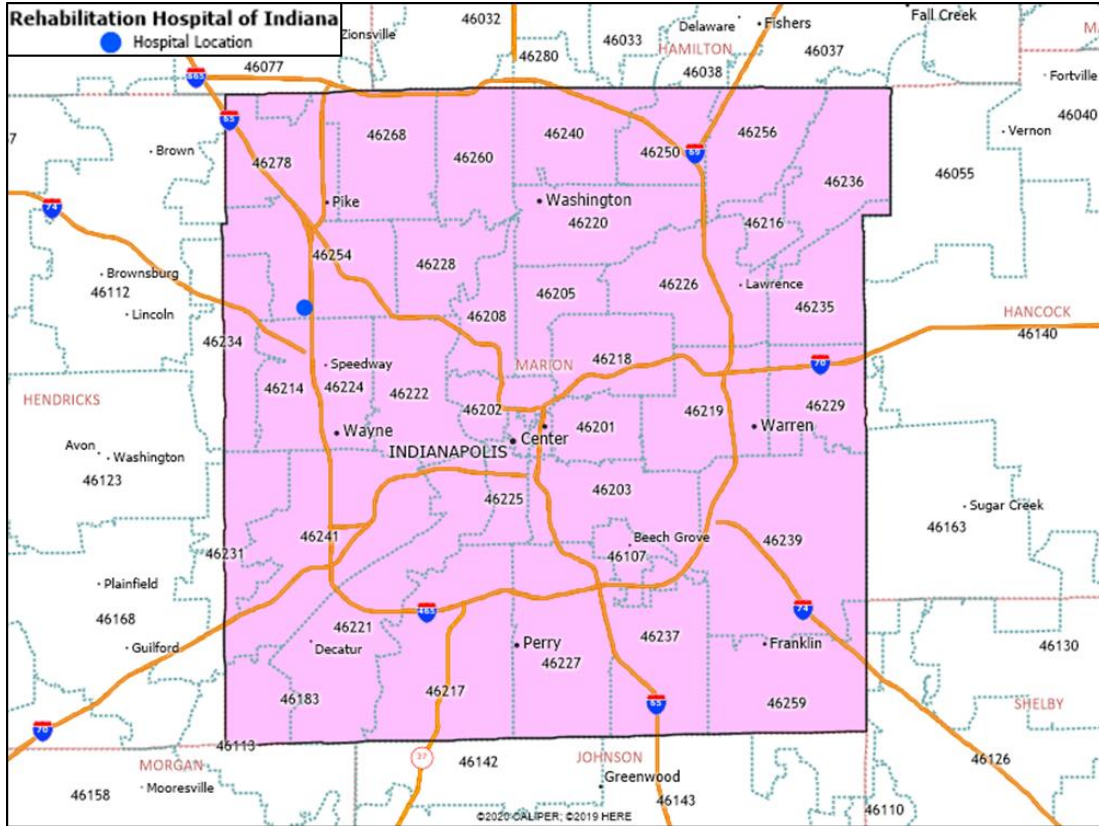 Rehabilitation Hospital of Indiana
Hospital Location
46032
Delaware
Fishers
Fall Creek
Zionsville
46033
HAMILTON
46037
46280
46077
46038
465
Fortville
46040
65
46268
46240
46256
Vernon
Brown
46260
46250
69
46278
46055
46236
74
Pike
Washington
46220
46216
46254
46228
Brownsburg
46226
Lawrence
46112
46205
46235
Lincoln
46208
HANCOCK
46140
46234
Speedway
MARION
46218
70
46214
46224
46222
HENDRICKS
46202
46219
46229
Wayne
46201
Warren
Center
Avon
INDIANAPOLIS
Washington
46123
46203
46225
Sugar Creek
46163
46241
Beech Grove
46239
46231
46107
Plainfield
465
74
46168
46221
46237
Guilford
Decatur
Perry
Franklin
46130
46227
46183
46217
46259
SHELBY
70
65
46113
37
46142
JOHNSON
46126
MORGAN
Greenwood
46158
Mooresville
46143
46110
©2020 CALIPER; ©2019 HERE